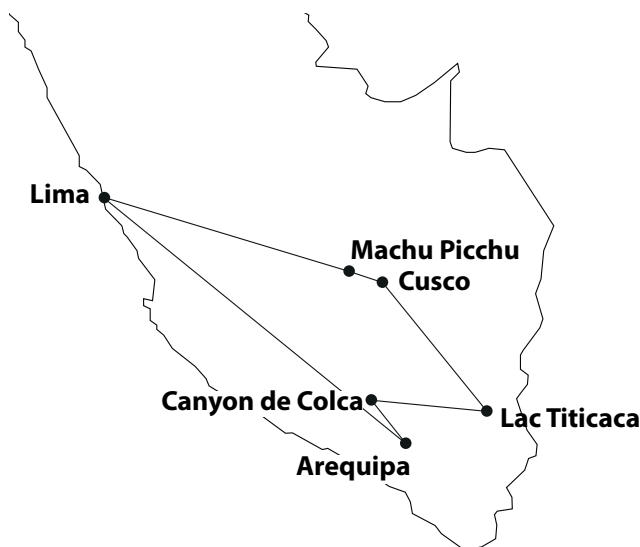 Lima
Machu Picchu
Cusco
Canyon de Colca
Lac Titicaca
Arequipa